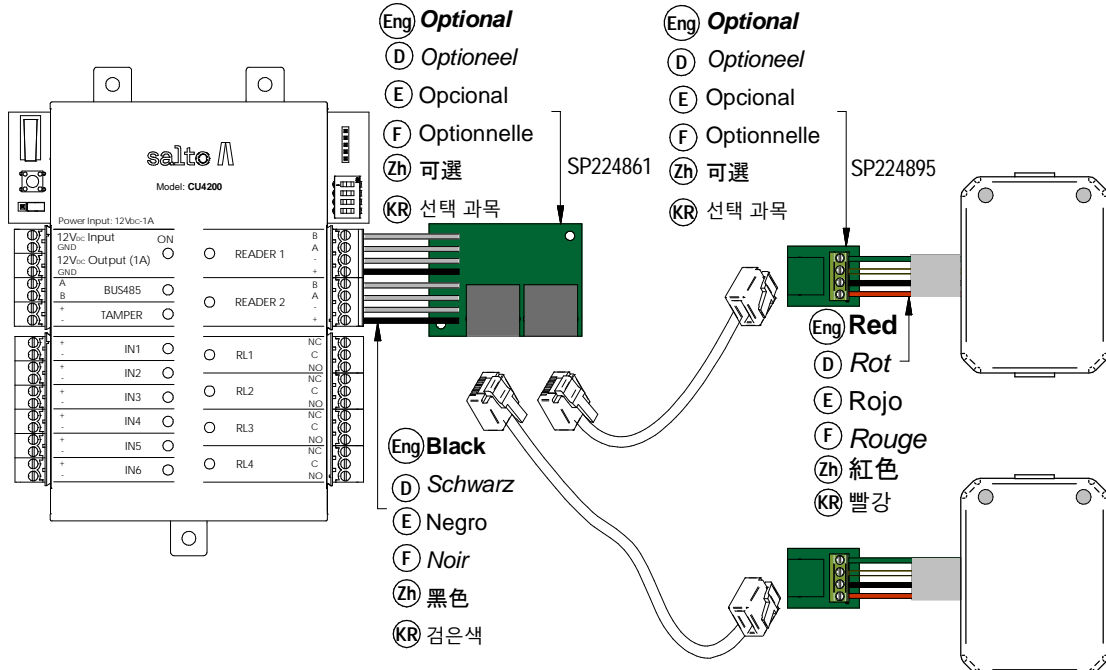 Eng Optional
D Optioneel
E Opcional
F Optionnelle
Zh 可選
KR 선택 과목
SP224861
Eng Optional
D Optioneel
E Opcional
F Optionnelle
Zh 可選
KR 선택 과목
SP224895
salto
Model: CU4200
Power Input: 12VDC-1A
12VDC Input ON
GND
12VDC Output (1A)
GND
A
B
BUS485
+
-
TAMPER
READER 1
B
A
-
+
READER 2
B
A
-
+
+
-
IN1
+
-
IN2
+
-
IN3
+
-
IN4
+
-
IN5
+
-
IN6
RL1
NC
C
NO
RL2
NC
C
NO
RL3
NC
C
NO
RL4
NC
C
NO
Eng Black
D Schwarz
E Negro
F Noir
Zh 黑色
KR 검은색
Eng Red
D Rot
E Rojo
F Rouge
Zh 紅色
KR 빨강